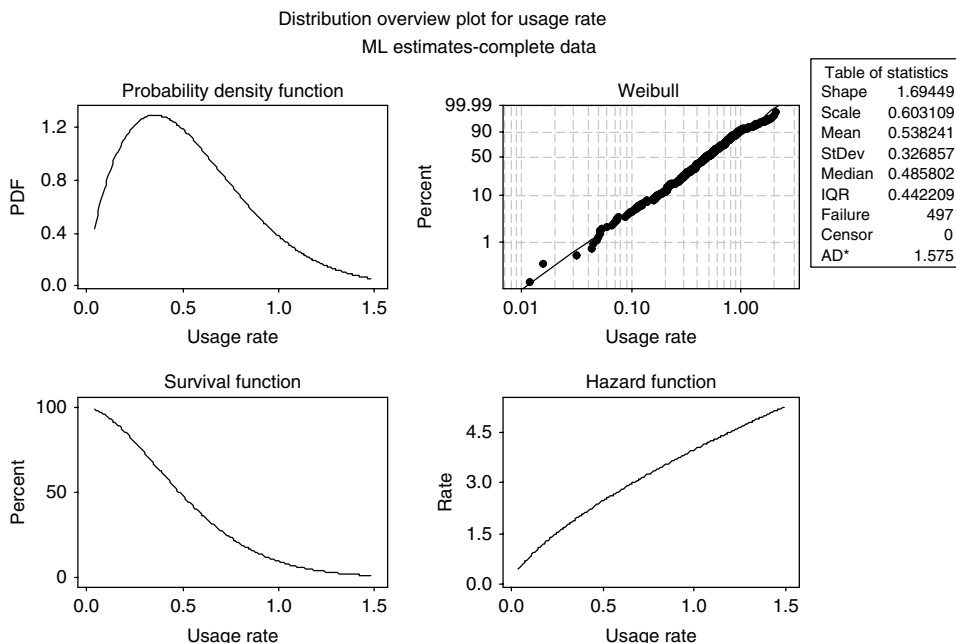 Distribution overview plot for usage rate
ML estimates-complete data
Probability density function
PDF
1.2
0.8
0.4
0.0
0.0 0.5 1.0 1.5
Usage rate
Weibull
Percent
99.99
90
50
10
1
0.01 0.10 1.00
Usage rate
Table of statistics
Shape 1.69449
Scale 0.603109
Mean 0.538241
StDev 0.326857
Median 0.485802
IQR 0.442209
Failure 497
Censor 0
AD* 1.575
Survival function
Percent
100
50
0
0.0 0.5 1.0 1.5
Usage rate
Hazard function
Rate
4.5
3.0
1.5
0.0
0.0 0.5 1.0 1.5
Usage rate